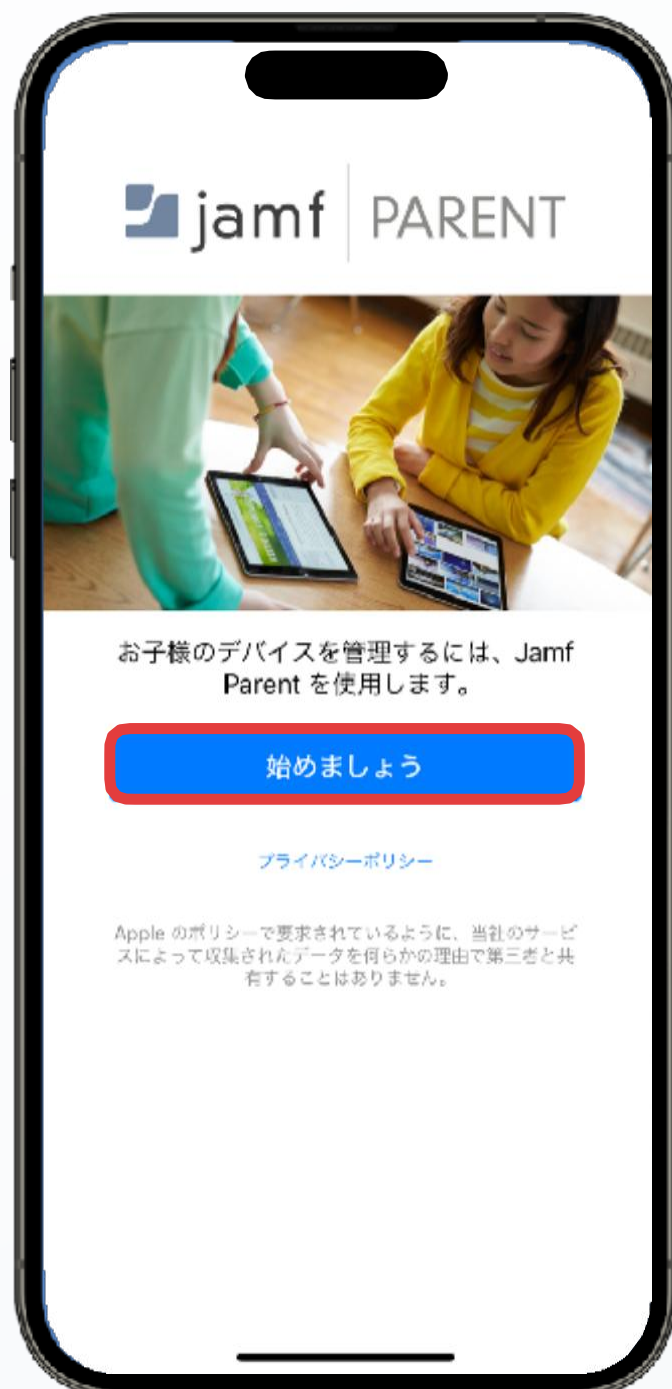 jamf PARENT
お子様のデバイスを管理するには、Jamf
Parent を使用します。
始めましょう
プライバシーポリシー
Apple のポリシーで要求されているように、当社のサービ
スによって収集されたデータを何らかの理由で第三者と共
有することはありません。